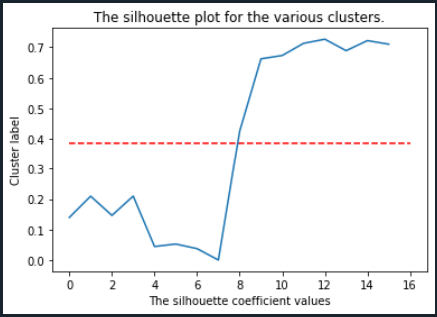 The silhouette plot for the various clusters.
0.7
0.6
0.5
0.4
0.3
0.2
0.1
0.0
Cluster label
0 2 4 6 8 10 12 14 16
The silhouette coefficient values